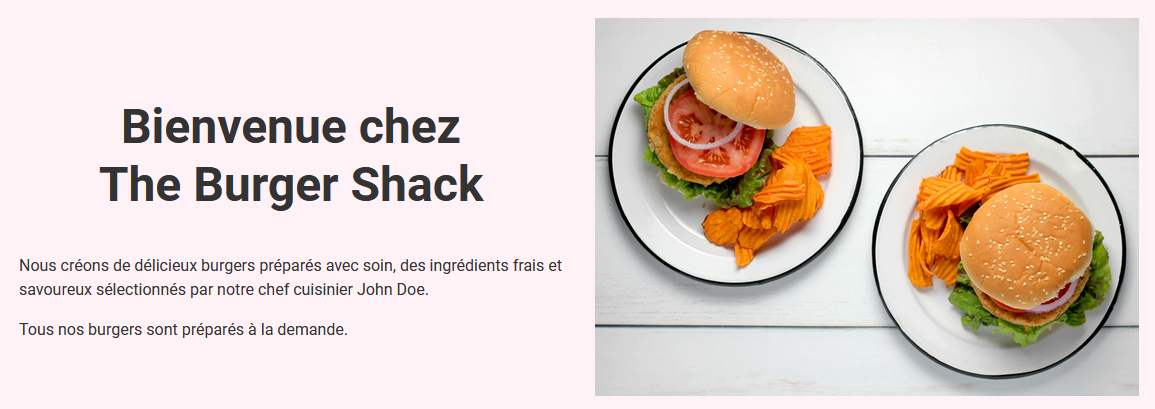 Bienvenue chez
The Burger Shack
Nous créons de délicieux burgers préparés avec soin, des ingrédients frais et
savoureux sélectionnés par notre chef cuisinier John Doe.
Tous nos burgers sont préparés à la demande.